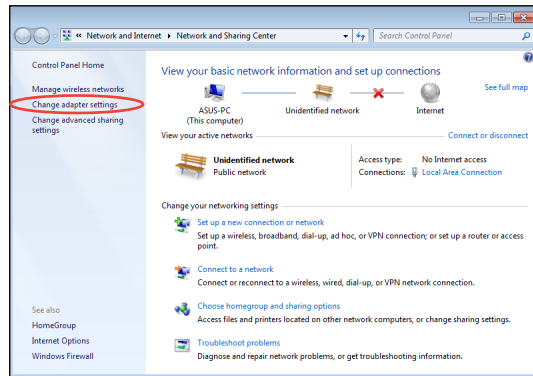 « Network and Internet ▸ Network and Sharing Center
Search Control Panel
Control Panel Home
Manage wireless networks
Change adapter settings
Change advanced sharing
settings
See also
HomeGroup
Internet Options
Windows Firewall
View your basic network information and set up connections
See full map
ASUS-PC
(This computer)
Unidentified network
Internet
View your active networks
Connect or disconnect
Unidentified network
Public network
Access type: No Internet access
Connections: Local Area Connection
Change your networking settings
Set up a new connection or network
Set up a wireless, broadband, dial-up, ad hoc, or VPN connection; or set up a router or access
point.
Connect to a network
Connect or reconnect to a wireless, wired, dial-up, or VPN network connection.
Choose homegroup and sharing options
Access files and printers located on other network computers, or change sharing settings.
Troubleshoot problems
Diagnose and repair network problems, or get troubleshooting information.